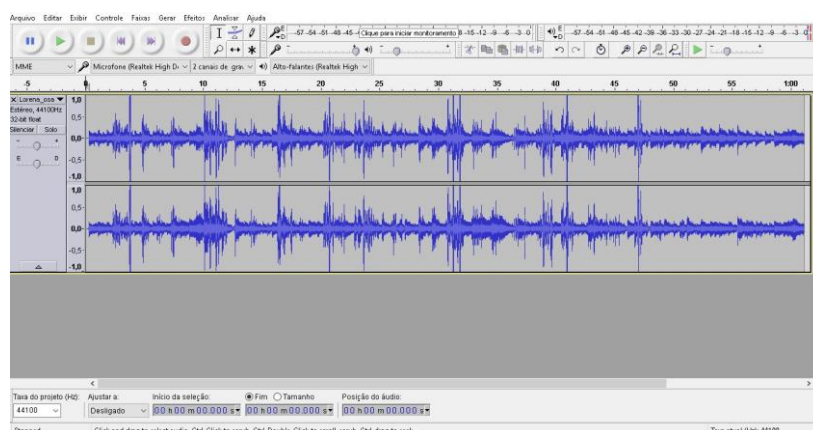 Arquivo Editar Exibir Controle Faixas Gerar Efeitos Analisar Ajuda
-57 -54 -51 -48 -45 -4 Clique para iniciar monitoramento 8 -15 -12 -9 -6 -3 0
-57 -54 -51 -48 -45 -42 -39 -36 -33 -30 -27 -24 -21 -18 -15 -12 -9 -6 -3 0
MME Microfone (Realtek High D 2 canais de grav Alto-falantes (Realtek High
-5 0 5 10 15 20 25 30 35 40 45 50 55 1:00
X Lorena_osa 1,0
Estéreo, 44100Hz
32-bit float 0,5
Silenciar Solo
- + 0,0
E D -0,5
-1,0
1,0
0,5
0,0
-0,5
-1,0
Taxa do projeto (Hz): Ajustar a: Início da seleção: Fim Tamanho Posição do áudio:
44100 Desligado 00 h 00 m 00.000 s 00 h 00 m 00.000 s 00 h 00 m 00.000 s